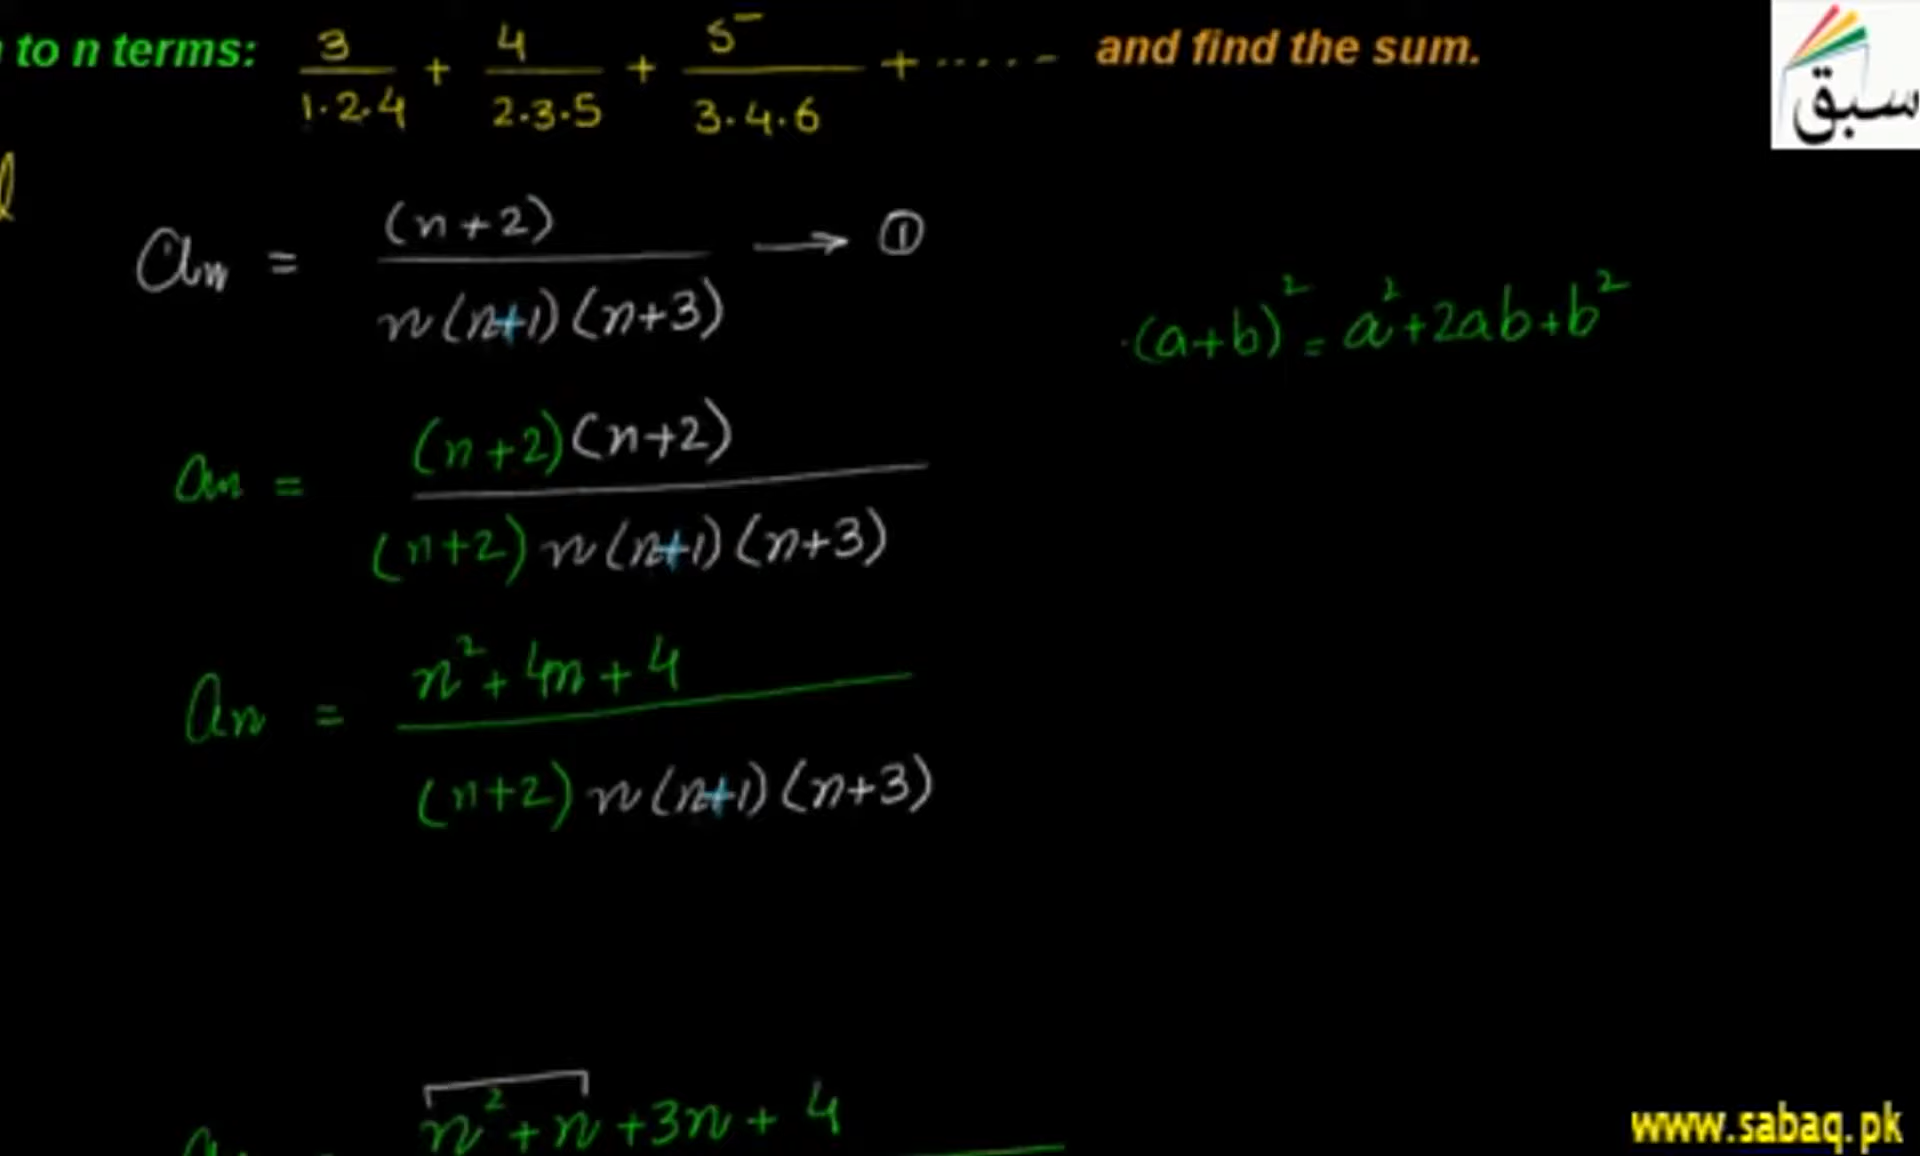 to n terms: 3/1·2·4 + 4/2·3·5 + 5/3·4·6 + ..... and find the sum.
سبق
an = (n+2) / n(n+1)(n+3) → ①
(a+b)² = a² + 2ab + b²
an = (n+2)(n+2) / (n+2) n(n+1)(n+3)
an = n² + 4n + 4 / (n+2) n(n+1)(n+3)
n² + n + 3n + 4
www.sabaq.pk